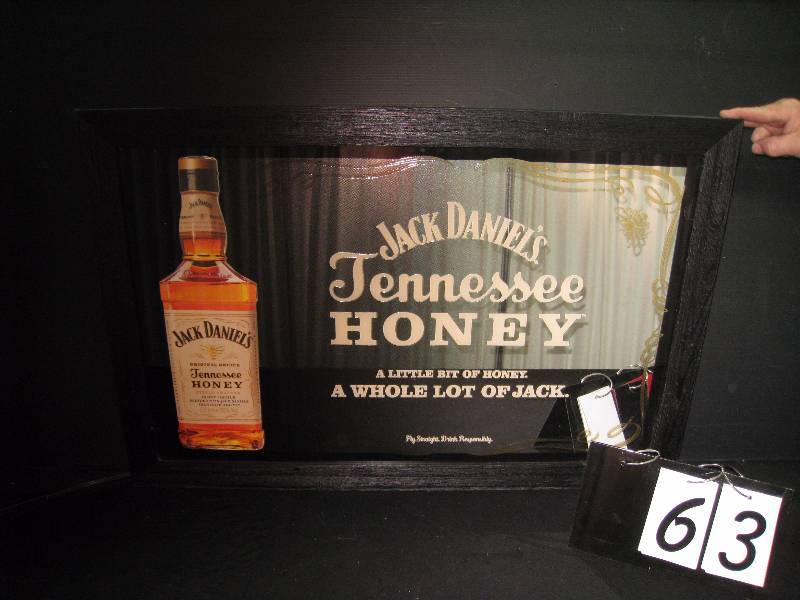 JACK DANIEL'S
Tennessee
HONEY
A LITTLE BIT OF HONEY.
A WHOLE LOT OF JACK.
Fly Straight. Drink Responsibly.
JACK DANIEL'S
Tennessee
HONEY
63